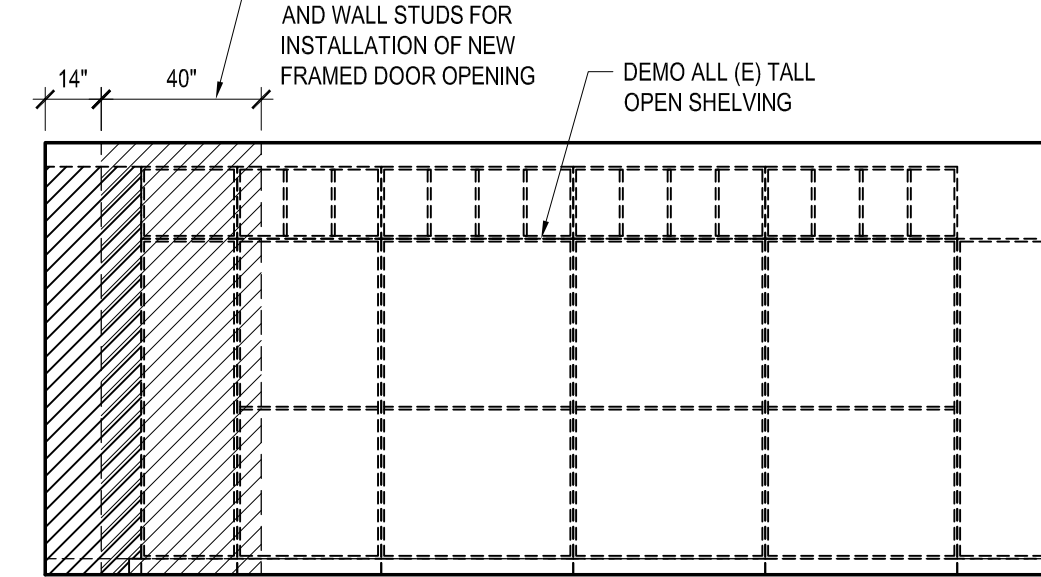 AND WALL STUDS FOR
INSTALLATION OF NEW
FRAMED DOOR OPENING
14"
40"
DEMO ALL (E) TALL
OPEN SHELVING